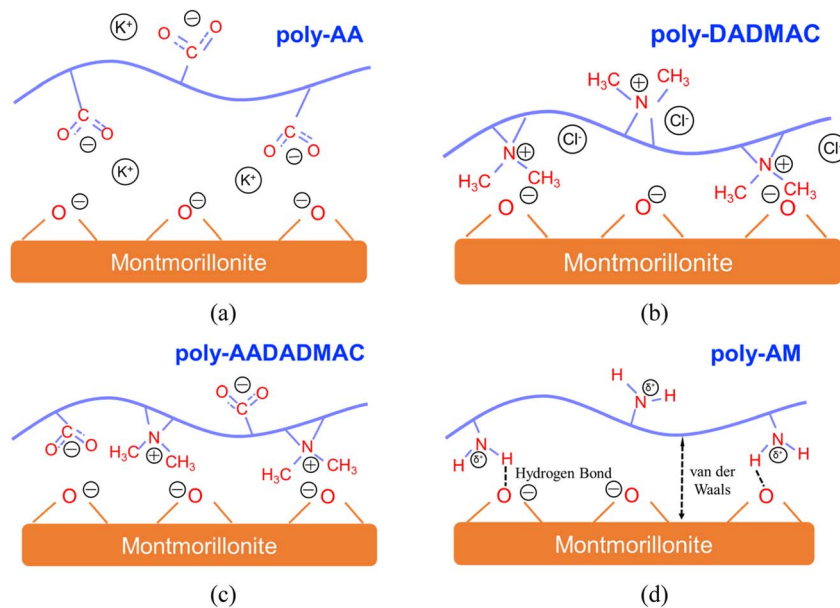 poly-AA
K⁺
⊖
O C O
C
O O
⊖
C
O O
⊖
K⁺
K⁺
O ⊖
O ⊖
⊖ O
Montmorillonite
(a)
poly-DADMAC
H₃C ⊕ CH₃
N
Cl⁻
Cl⁻
Cl⁻
N ⊕
H₃C CH₃
N ⊕
H₃C CH₃
⊖
O
O ⊖
⊖
O
Montmorillonite
(b)
poly-AADADMAC
O ⊖ O
C
C
O O
⊖
N
H₃C ⊕ CH₃
N
H₃C ⊕ CH₃
O ⊖
⊖ O
⊖ O
Montmorillonite
(c)
poly-AM
H δ⁺
N H
N
H δ⁺ H
N
H δ⁺ H
Hydrogen Bond
van der
Waals
O ⊖
⊖ O
O
Montmorillonite
(d)